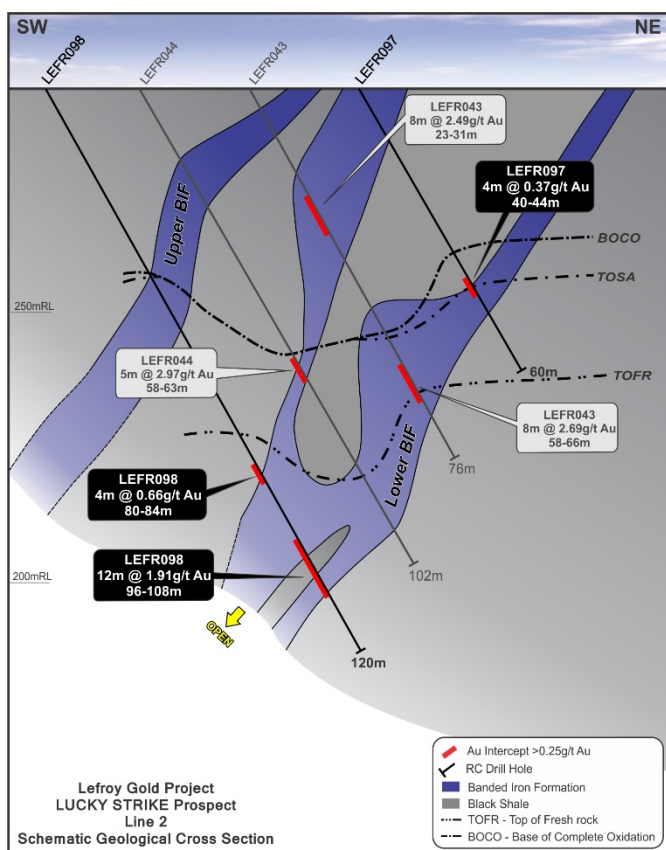 SW
NE
LEFR098
LEFR044
LEFR043
LEFR097
LEFR043
8m @ 2.49g/t Au
23-31m
LEFR097
4m @ 0.37g/t Au
40-44m
Upper BIF
BOCO
TOSA
250mRL
LEFR044
5m @ 2.97g/t Au
58-63m
60m
TOFR
LEFR043
8m @ 2.69g/t Au
58-66m
Lower BIF
76m
LEFR098
4m @ 0.66g/t Au
80-84m
LEFR098
12m @ 1.91g/t Au
96-108m
102m
200mRL
OPEN
120m
Au Intercept >0.25g/t Au
RC Drill Hole
Banded Iron Formation
Black Shale
TOFR - Top of Fresh rock
BOCO - Base of Complete Oxidation
Lefroy Gold Project
LUCKY STRIKE Prospect
Line 2
Schematic Geological Cross Section